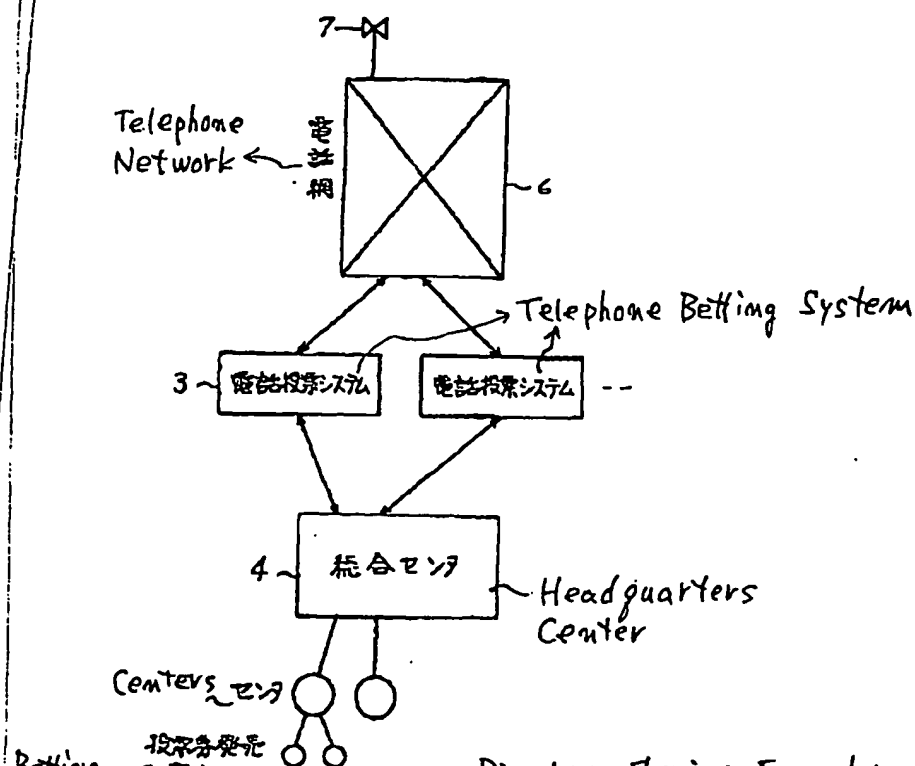 7
Telephone
Network
電話網
6
Telephone Betting System
3
電話投票システム
電話投票システム
--
4
総合センタ
Headquarters
Center
Centers
センタ
投票券発売
Betting